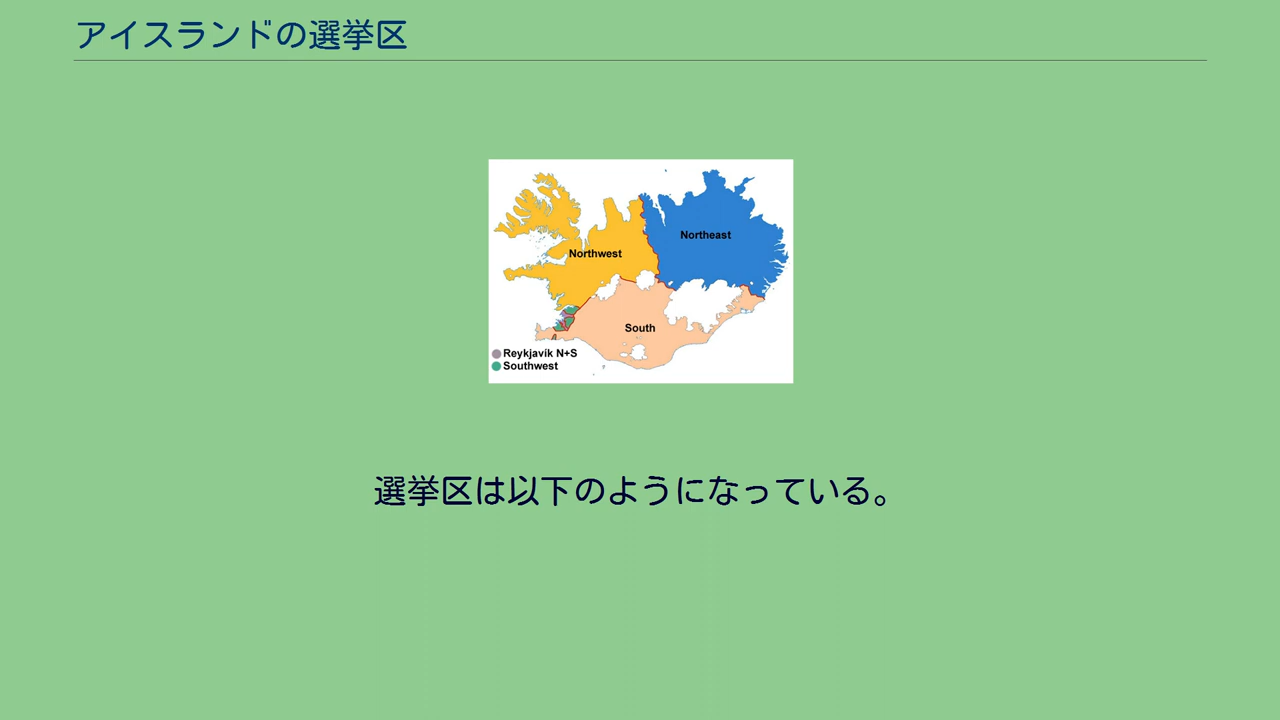 アイスランドの選挙区
Northwest
Northeast
South
Reykjavík N+S
Southwest
選挙区は以下のようになっている。